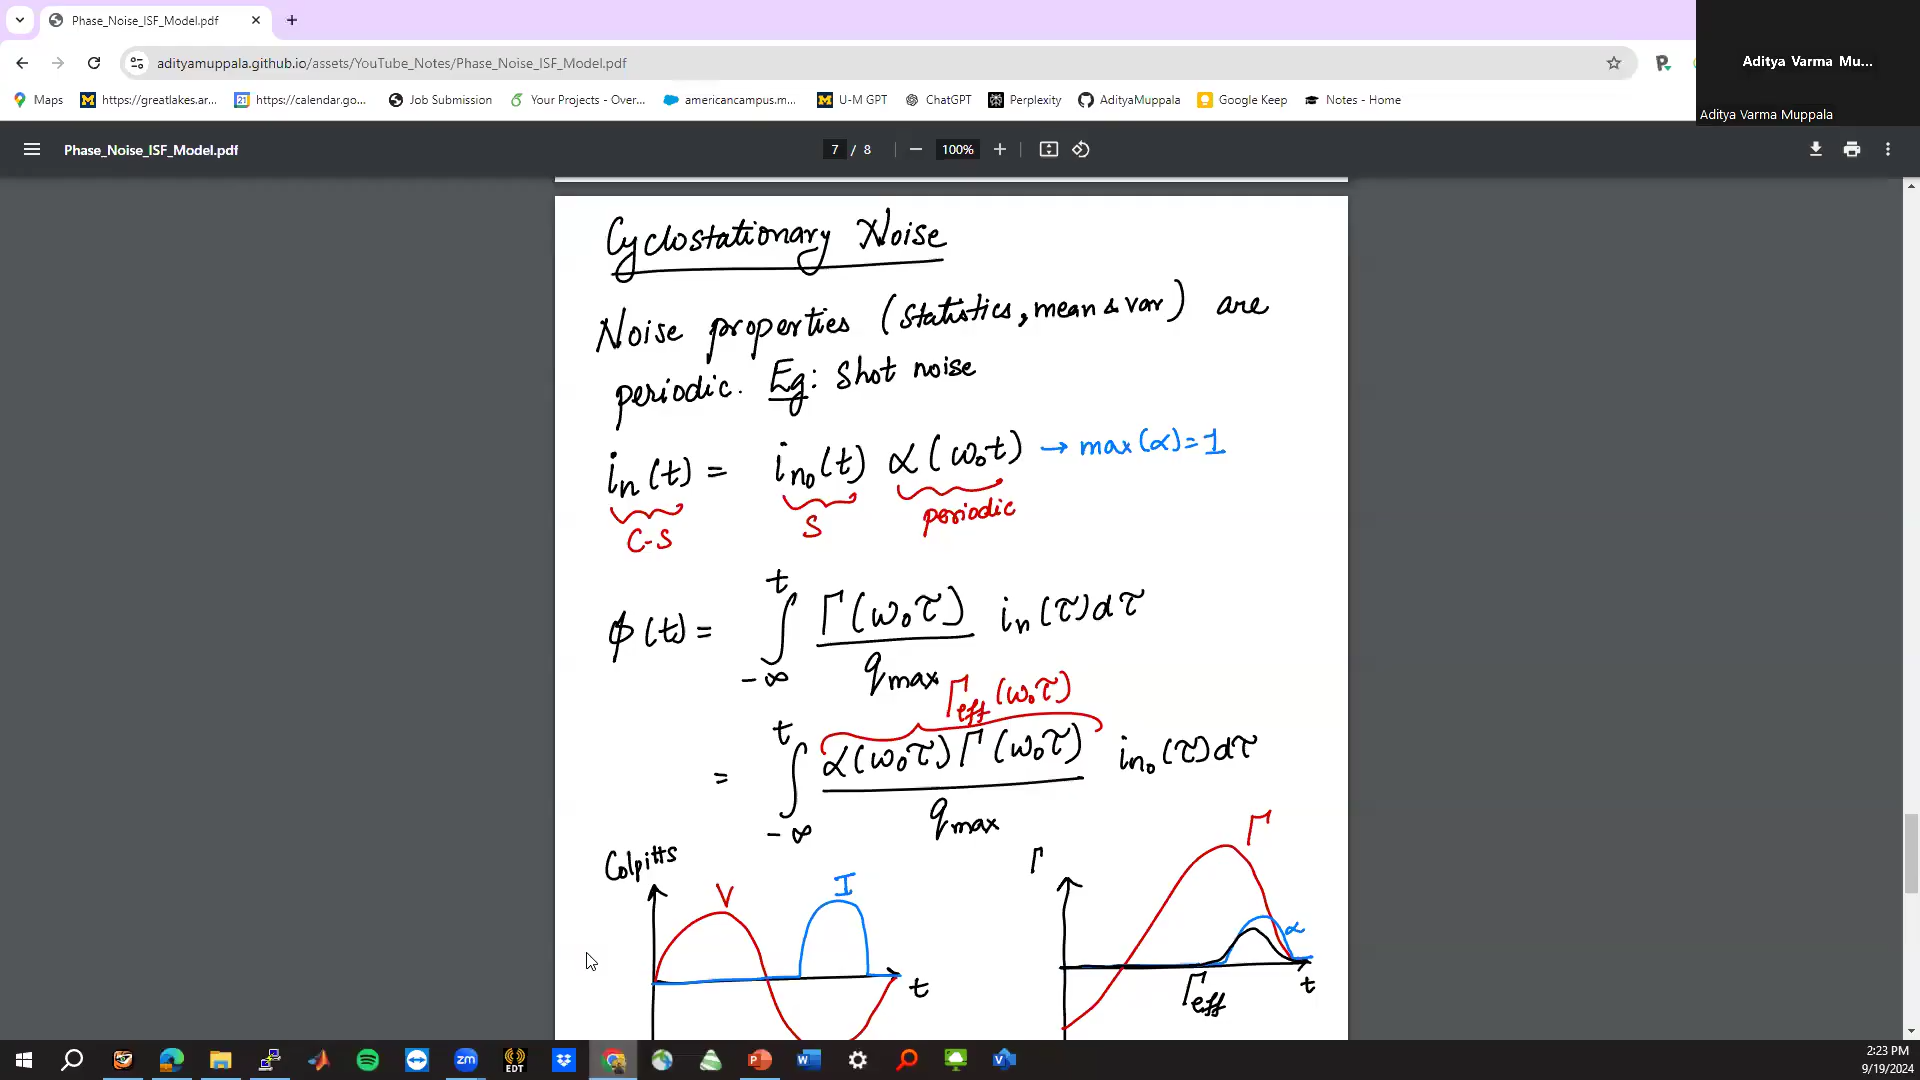 Phase_Noise_ISF_Model.pdf
adityamuppala.github.io/assets/YouTube_Notes/Phase_Noise_ISF_Model.pdf
Maps
https://greatlakes.ar...
https://calendar.go...
Job Submission
Your Projects - Over...
americancampus.m...
U-M GPT
ChatGPT
Perplexity
AdityaMuppala
Google Keep
Notes - Home
Aditya Varma Mu...
Aditya Varma Muppala
Phase_Noise_ISF_Model.pdf
7 / 8
100%
Cyclostationary Noise
Noise properties (statistics, mean & var) are
periodic. Eg: Shot noise
iₙ(t) = iₙ₀(t) α(ω₀t) → max(α)=1
C-S S periodic
ϕ(t) = ∫_{-∞}^{t} Γ(ω₀τ)/qmax iₙ(τ)dτ
Γeff(ω₀τ)
= ∫_{-∞}^{t} α(ω₀τ)Γ(ω₀τ)/qmax iₙ₀(τ)dτ
Colpitts
V
I
t
Γ
Γ
α
Γeff
t
zm
EDT
2:23 PM
9/19/2024